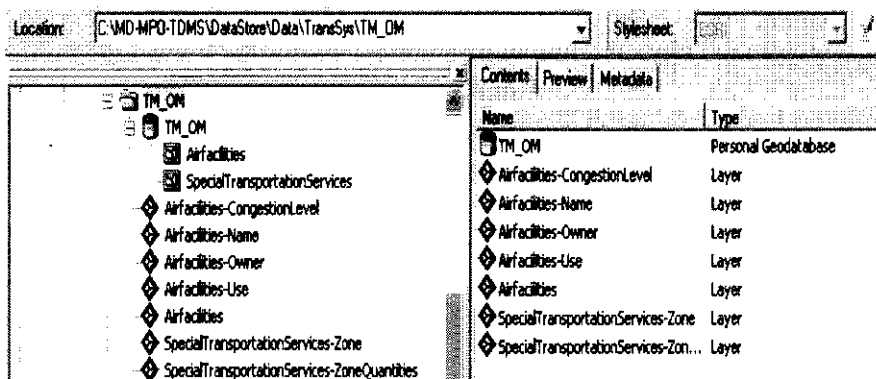 Location: C:\MD-MPO-TDMS\DataStore\Data\TransSys\TM_OM Stylesheet: ESRI
TM_OM
TM_OM
Airfacilities
SpecialTransportationServices
Airfacilities-CongestionLevel
Airfacilities-Name
Airfacilities-Owner
Airfacilities-Use
Airfacilities
SpecialTransportationServices-Zone
SpecialTransportationServices-ZoneQuantities
Contents Preview Metadata
Name Type
TM_OM Personal Geodatabase
Airfacilities-CongestionLevel Layer
Airfacilities-Name Layer
Airfacilities-Owner Layer
Airfacilities-Use Layer
Airfacilities Layer
SpecialTransportationServices-Zone Layer
SpecialTransportationServices-Zon... Layer